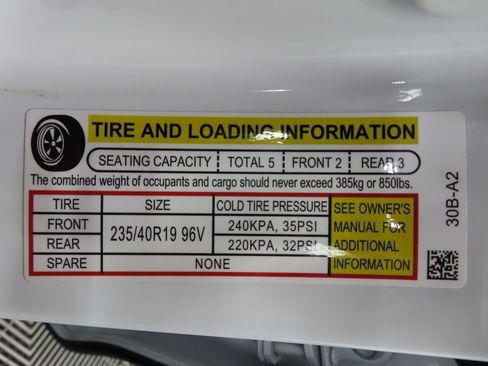 TIRE AND LOADING INFORMATION
SEATING CAPACITY TOTAL 5 FRONT 2 REAR 3
The combined weight of occupants and cargo should never exceed 385kg or 850lbs.
TIRE SIZE COLD TIRE PRESSURE SEE OWNER'S MANUAL FOR ADDITIONAL INFORMATION
FRONT 235/40R19 96V 240KPA, 35PSI
REAR 220KPA, 32PSI
SPARE NONE
30B-A2